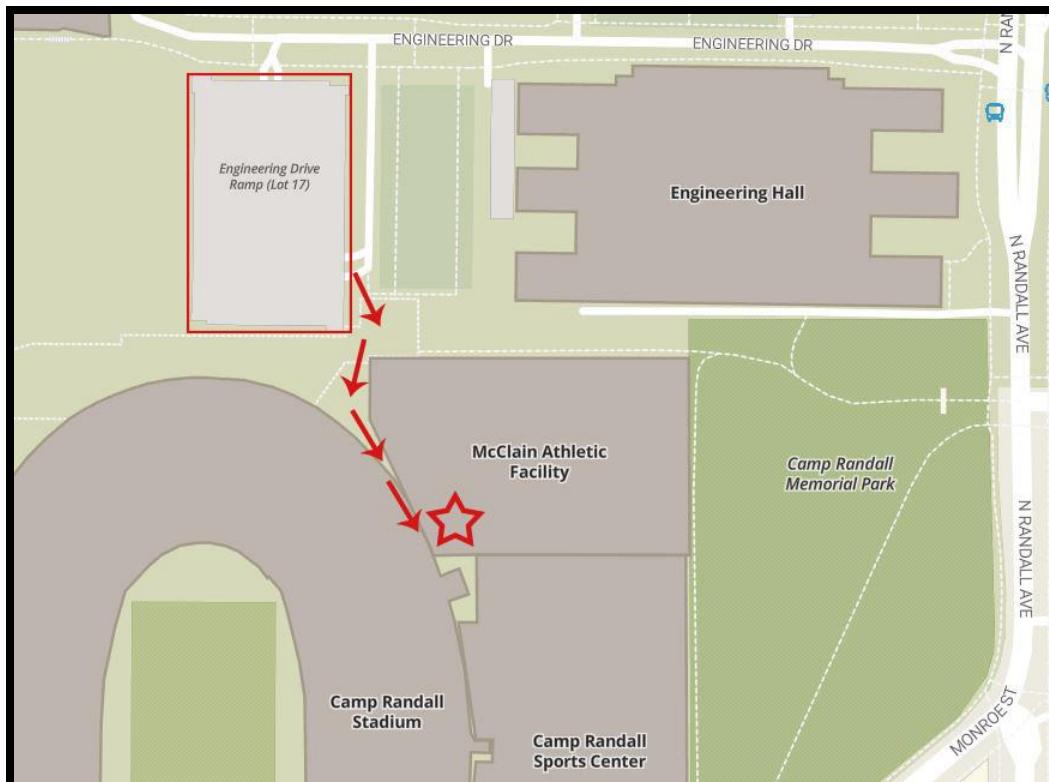 ENGINEERING DR
ENGINEERING DR
N RA
Engineering Drive
Ramp (Lot 17)
Engineering Hall
N RANDALL AVE
McClain Athletic
Facility
Camp Randall
Memorial Park
N RANDALL AVE
Camp Randall
Stadium
Camp Randall
Sports Center
MONROE ST